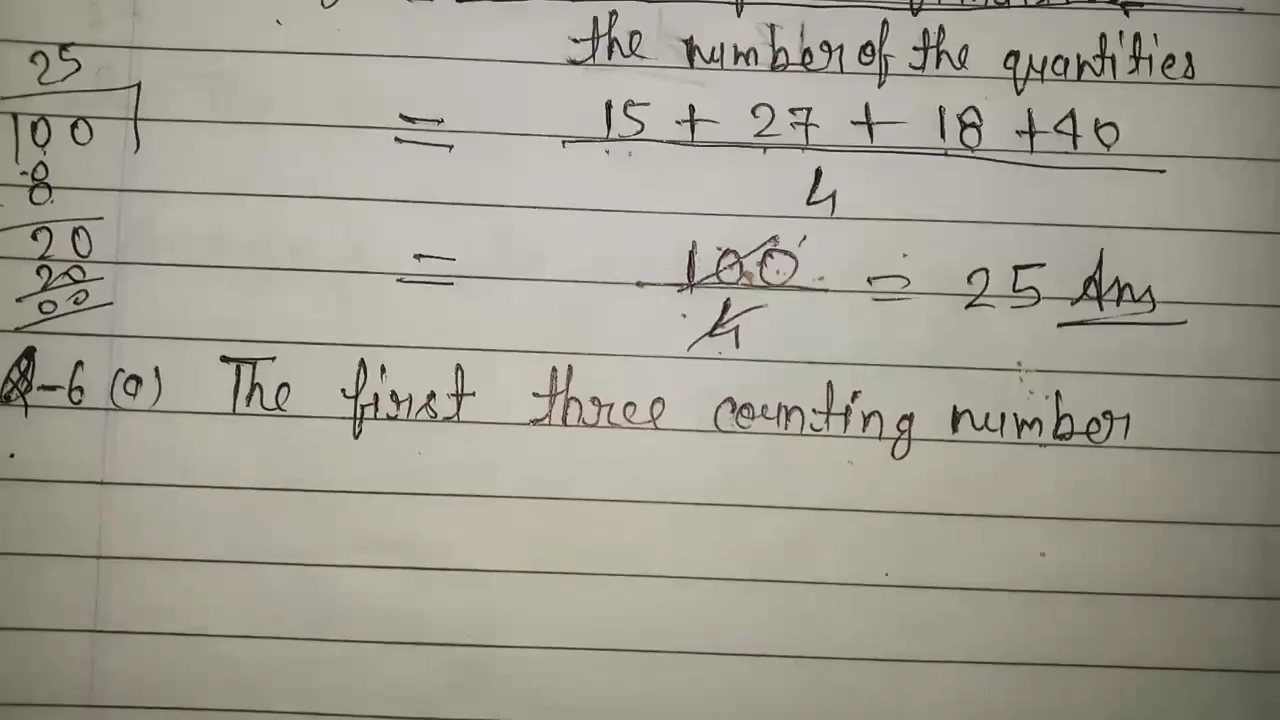 the number of the quantities
25
100
8
20
20
00
= 15 + 27 + 18 + 40
4
= 100 = 25 Ans
4
Q-6 (a) The first three counting number